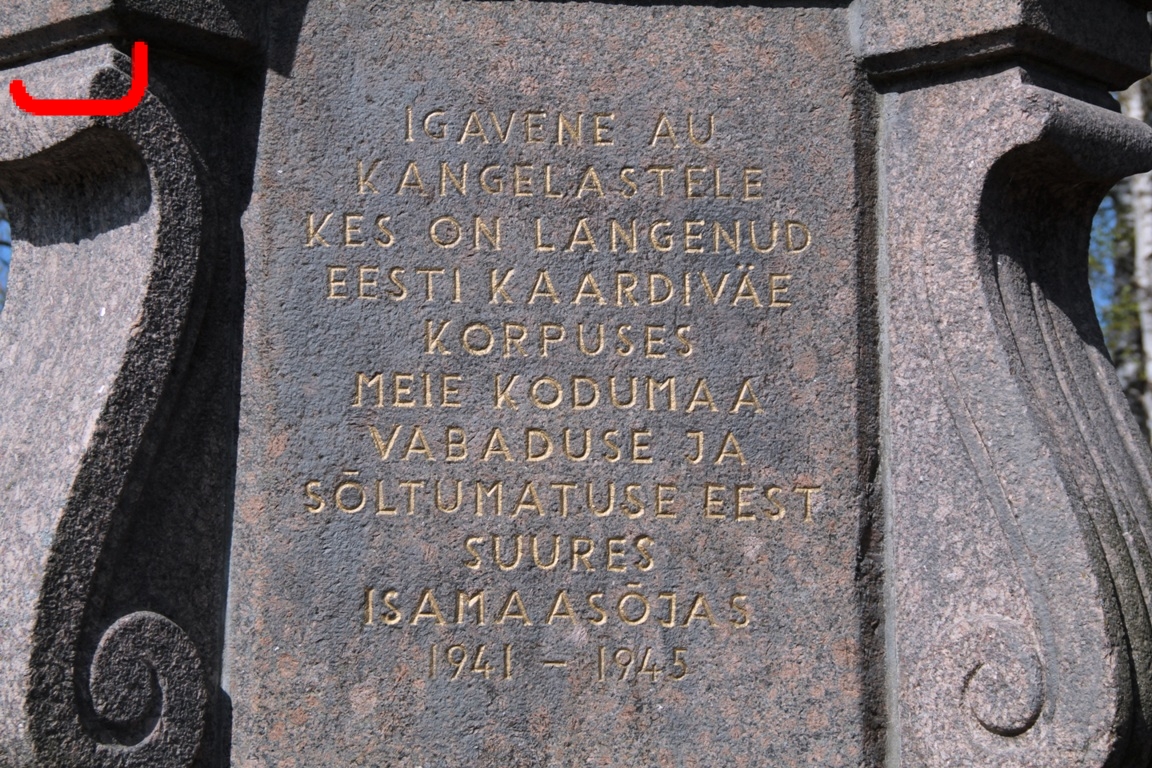 IGAVENE AU
KANGELASTELE
KES ON LANGENUD
EESTI KAARDIVÄE
KORPUSES
MEIE KODUMAA
VABADUSE JA
SÕLTUMATUSE EEST
SUURES
ISAMAASÕJAS
1941 – 1945